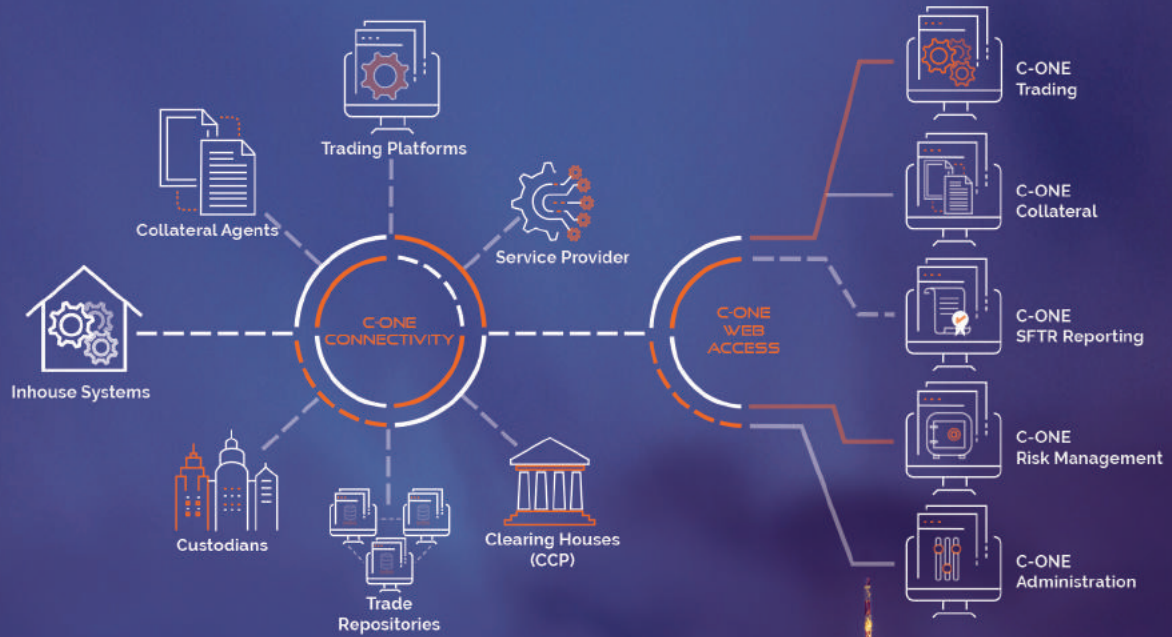 Trading Platforms
Collateral Agents
Service Provider
Inhouse Systems
C-ONE
CONNECTIVITY
Custodians
Trade
Repositories
Clearing Houses
(CCP)
C-ONE
WEB
ACCESS
C-ONE
Trading
C-ONE
Collateral
C-ONE
SFTR Reporting
C-ONE
Risk Management
C-ONE
Administration